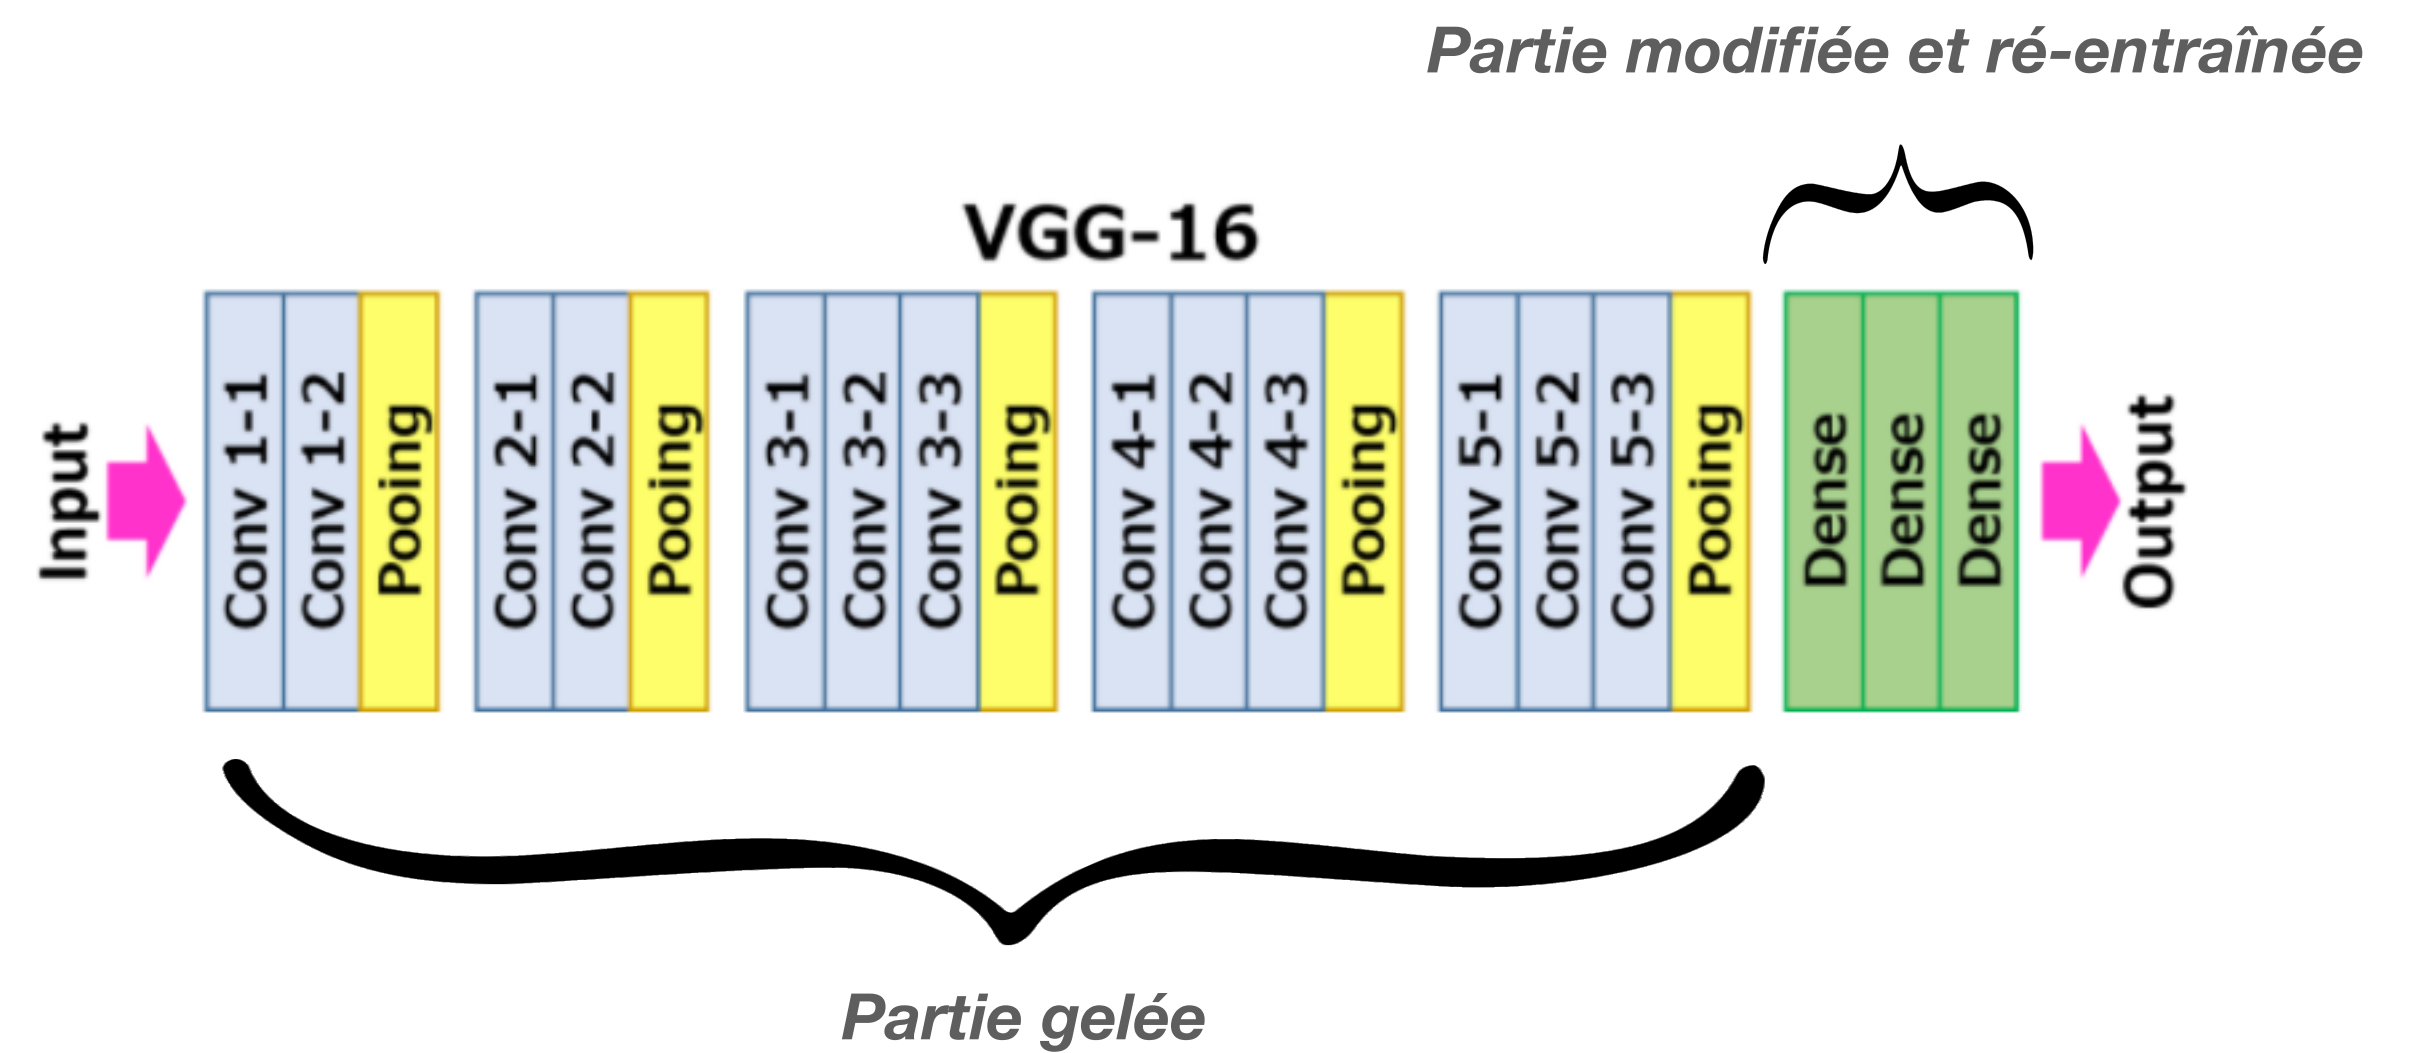 Partie modifiée et ré-entraînée
VGG-16
Input
Conv 1-1
Conv 1-2
Pooing
Conv 2-1
Conv 2-2
Pooing
Conv 3-1
Conv 3-2
Conv 3-3
Pooing
Conv 4-1
Conv 4-2
Conv 4-3
Pooing
Conv 5-1
Conv 5-2
Conv 5-3
Pooing
Dense
Dense
Dense
Output
Partie gelée